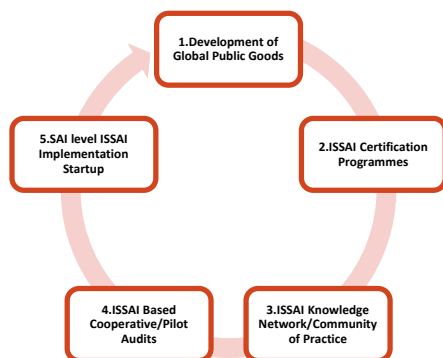 1.Development of
Global Public Goods
2.ISSAI Certification
Programmes
3.ISSAI Knowledge
Network/Community
of Practice
4.ISSAI Based
Cooperative/Pilot
Audits
5.SAI level ISSAI
Implementation
Startup